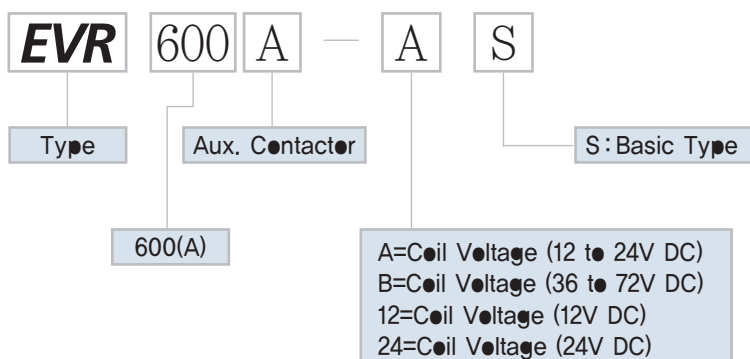 EVR 600 A — A S
Type
Aux. Contactor
S : Basic Type
600(A)
A=Coil Voltage (12 to 24V DC)
B=Coil Voltage (36 to 72V DC)
12=Coil Voltage (12V DC)
24=Coil Voltage (24V DC)